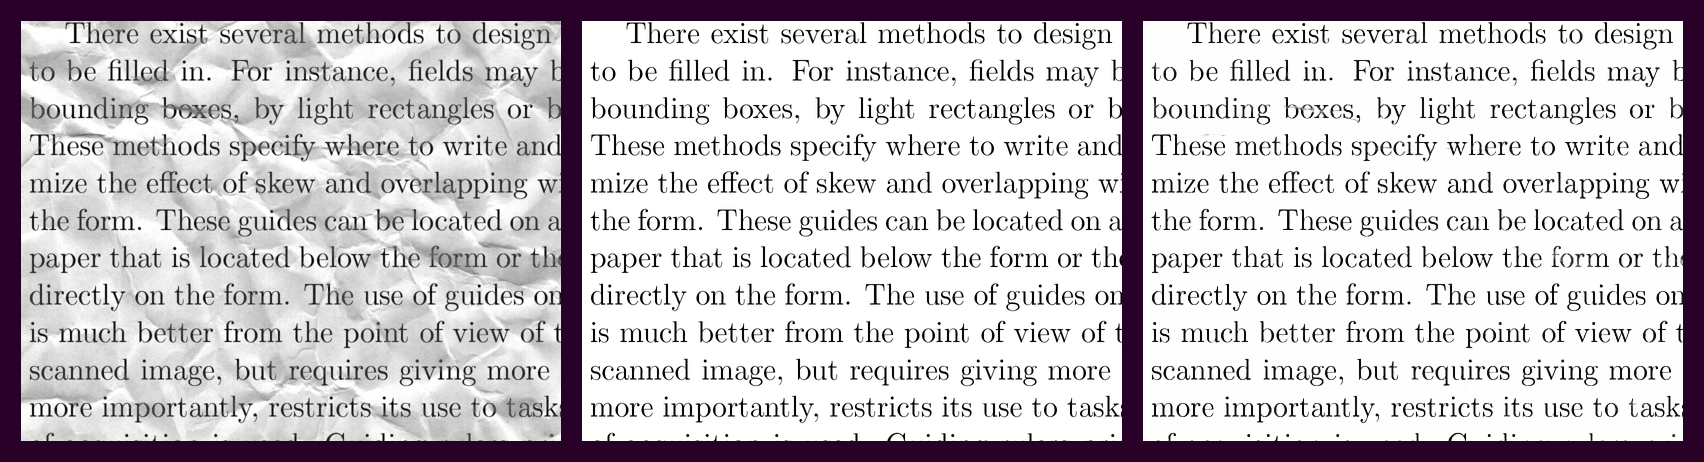 There exist several methods to design
to be filled in. For instance, fields may b
bounding boxes, by light rectangles or b
These methods specify where to write and
mize the effect of skew and overlapping wi
the form. These guides can be located on a
paper that is located below the form or the
directly on the form. The use of guides on
is much better from the point of view of t
scanned image, but requires giving more
more importantly, restricts its use to tasks
There exist several methods to design
to be filled in. For instance, fields may b
bounding boxes, by light rectangles or b
These methods specify where to write and
mize the effect of skew and overlapping wi
the form. These guides can be located on a
paper that is located below the form or the
directly on the form. The use of guides on
is much better from the point of view of t
scanned image, but requires giving more
more importantly, restricts its use to tasks
There exist several methods to design
to be filled in. For instance, fields may b
bounding boxes, by light rectangles or b
These methods specify where to write and
mize the effect of skew and overlapping wi
the form. These guides can be located on a
paper that is located below the form or the
directly on the form. The use of guides on
is much better from the point of view of t
scanned image, but requires giving more
more importantly, restricts its use to tasks